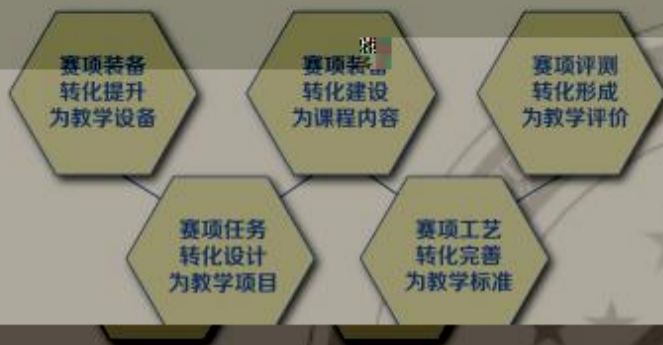 赛项装备
转化提升
为教学设备
赛项装
转化建设
为课程内容
赛项评测
转化形成
为教学评价
赛项任务
转化设计
为教学项目
赛项工艺
转化完善
为教学标准